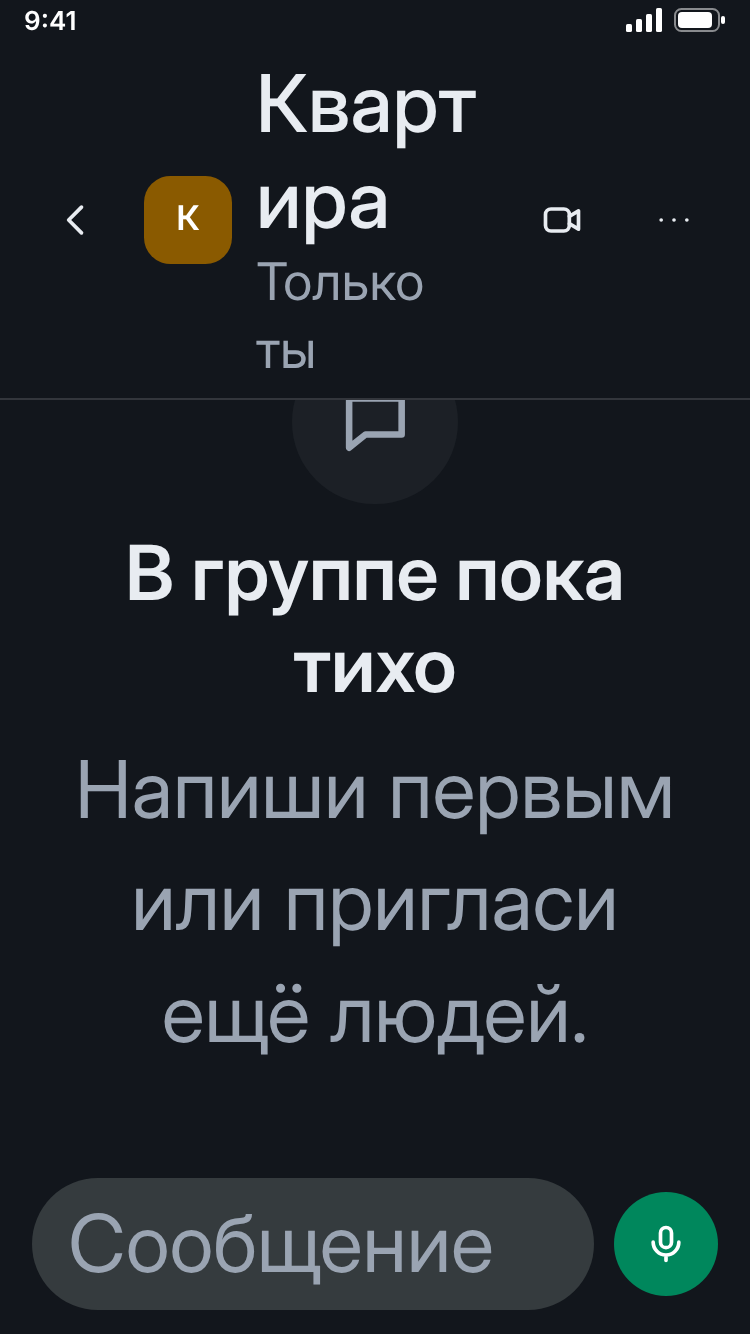 9:41
Кварт
ира
К
Только
ты
В группе пока
тихо
Напиши первым
или пригласи
ещё людей.
Сообщение